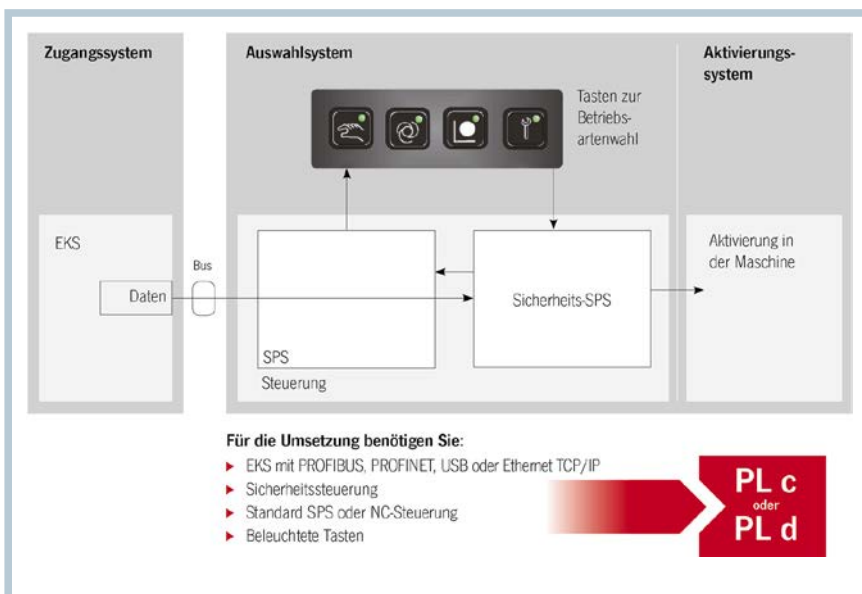 Zugangssystem
Auswahlsystem
Aktivierungs-
system
Tasten zur
Betriebs-
artenwahl
EKS
Bus
Daten
SPS
Steuerung
Sicherheits-SPS
Aktivierung in
der Maschine
Für die Umsetzung benötigen Sie:
EKS mit PROFIBUS, PROFINET, USB oder Ethernet TCP/IP
Sicherheitssteuerung
Standard SPS oder NC-Steuerung
Beleuchtete Tasten
PL c
oder
PL d